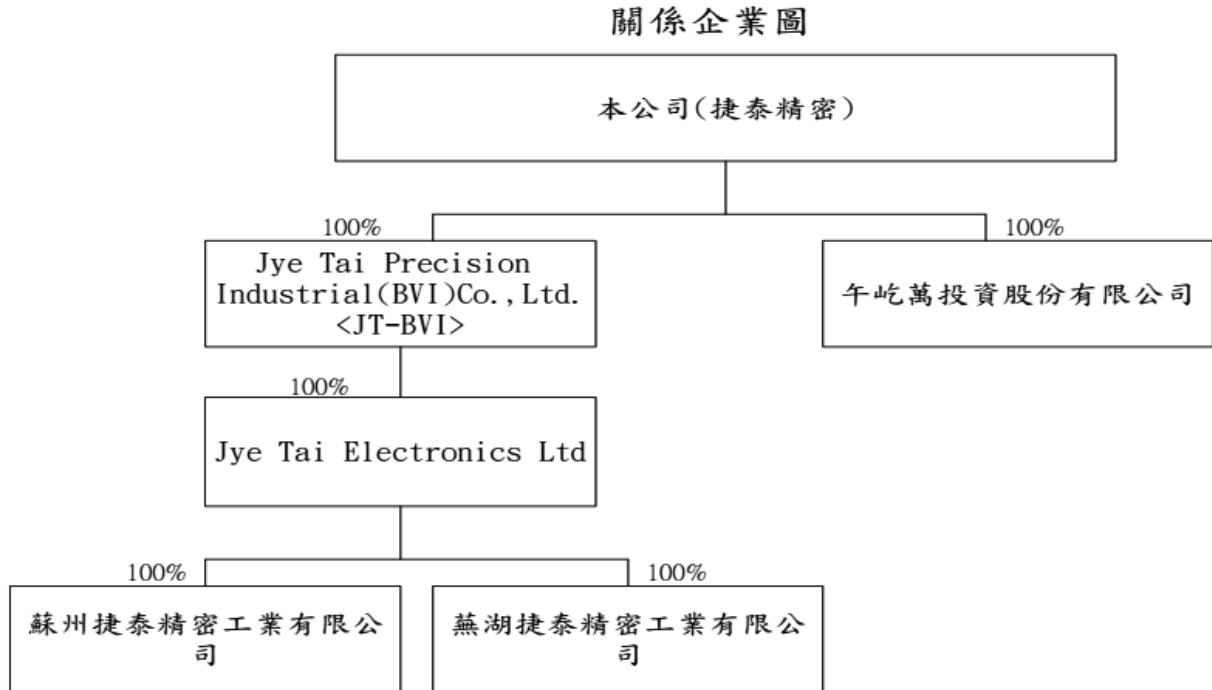 關係企業圖
本公司(捷泰精密)
100%
100%
Jye Tai Precision
Industrial(BVI)Co.,Ltd.
<JT-BVI>
午屹萬投資股份有限公司
100%
Jye Tai Electronics Ltd
100%
100%
蘇州捷泰精密工業有限公
司
蕪湖捷泰精密工業有限公
司